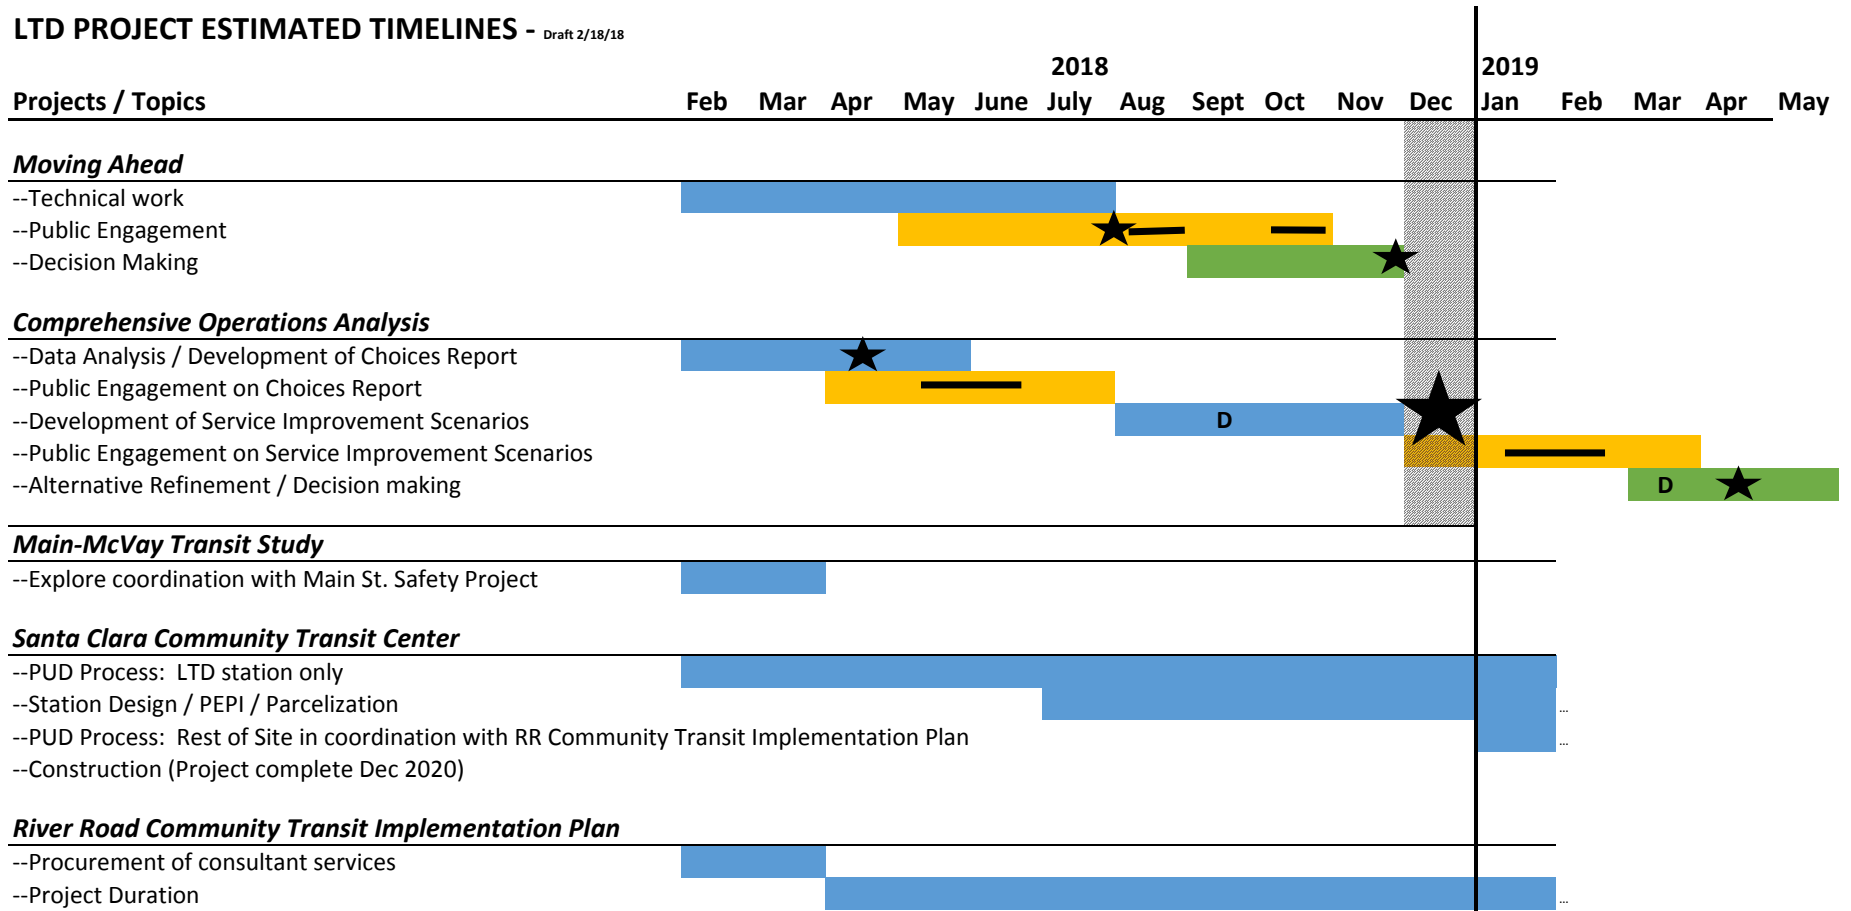 LTD PROJECT ESTIMATED TIMELINES - Draft 2/18/18
2018 2019
Projects / Topics Feb Mar Apr May June July Aug Sept Oct Nov Dec Jan Feb Mar Apr May
Moving Ahead
--Technical work
--Public Engagement
--Decision Making
Comprehensive Operations Analysis
--Data Analysis / Development of Choices Report
--Public Engagement on Choices Report
--Development of Service Improvement Scenarios D
--Public Engagement on Service Improvement Scenarios
--Alternative Refinement / Decision making D
Main-McVay Transit Study
--Explore coordination with Main St. Safety Project
Santa Clara Community Transit Center
--PUD Process:  LTD station only
--Station Design / PEPI / Parcelization ...
--PUD Process:  Rest of Site in coordination with RR Community Transit Implementation Plan ...
--Construction (Project complete Dec 2020)
River Road Community Transit Implementation Plan
--Procurement of consultant services
--Project Duration ...